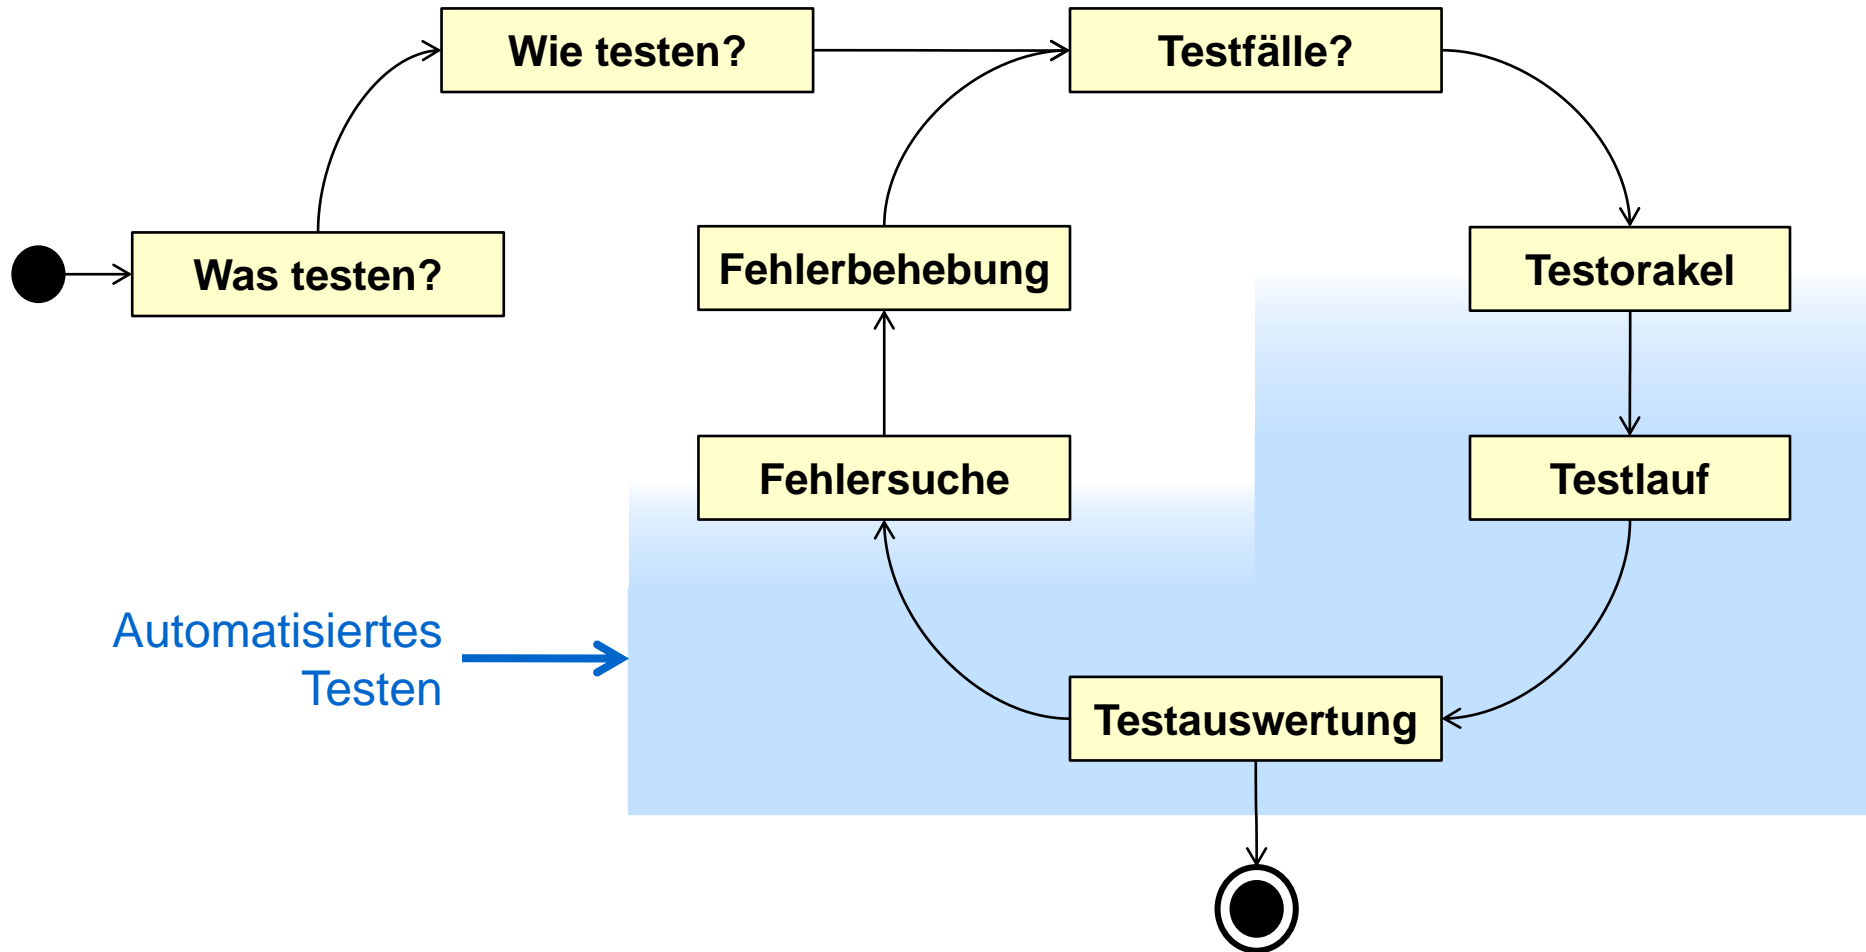 Wie testen?
Testfälle?
Was testen?
Fehlerbehebung
Testorakel
Fehlersuche
Testlauf
Automatisiertes
Testen
Testauswertung